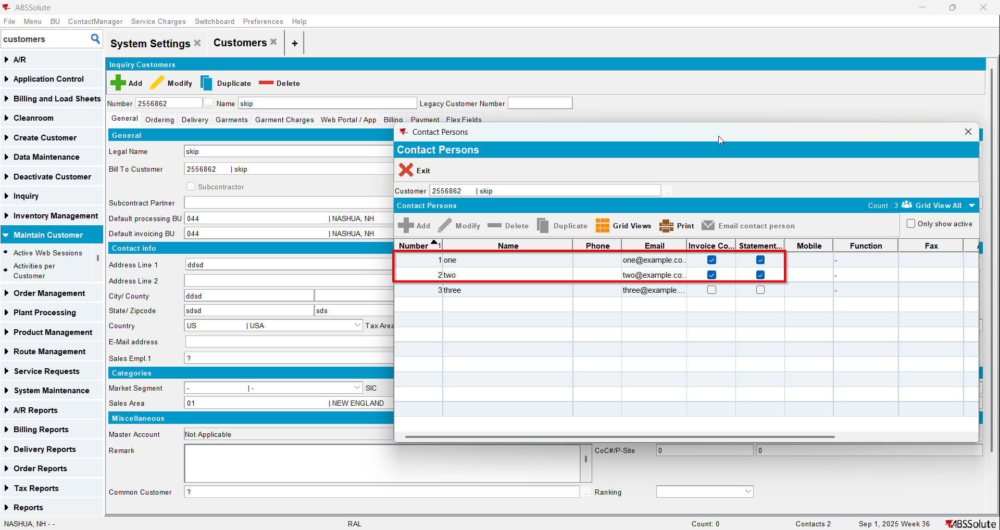 ABSSolute
File Menu BU ContactManager Service Charges Switchboard Preferences Help
customers
System Settings
Customers
+
A/R
Application Control
Billing and Load Sheets
Cleanroom
Create Customer
Data Maintenance
Deactivate Customer
Inquiry
Inventory Management
Maintain Customer
Active Web Sessions
Activities per
Customer
Order Management
Plant Processing
Product Management
Route Management
Service Requests
System Maintenance
A/R Reports
Billing Reports
Delivery Reports
Order Reports
Tax Reports
Reports
Inquiry Customers
Add Modify Duplicate Delete
Number 2556862 ... Name skip Legacy Customer Number
General Ordering Delivery Garments Garment Charges Web Portal / App Billing Payment Flex Fields
General
Legal Name skip
Bill To Customer 2556862 | skip
Subcontractor
Subcontract Partner
Default processing BU 044 | NASHUA, NH
Default invoicing BU 044 | NASHUA, NH
Contact info
Address Line 1 ddsd
Address Line 2
City/ County ddsd
State/ Zipcode sdsd sds
Country US | USA Tax Area
E-Mail address
Sales Empl.1 ?
Categories
Market Segment - | - SIC
Sales Area 01 | NEW ENGLAND
Miscellaneous
Master Account Not Applicable
Remark
CoC#/P-Site 0 0
Common Customer ? ... Ranking
Contact Persons
Contact Persons
Exit
Customer 2556862 | skip ...
Contact Persons Count : 3 Grid View All
Add Modify Delete Duplicate Grid Views Print Email contact person Only show active
Number 1 Name Phone Email Invoice Co... Statement... Mobile Function Fax
1 one one@example.co.. -
2 two two@example.co.. -
3 three three@example.... -
NASHUA, NH - - RAL Count: 0 Contacts 2 Sep 1, 2025 Week 36 ABSSolute